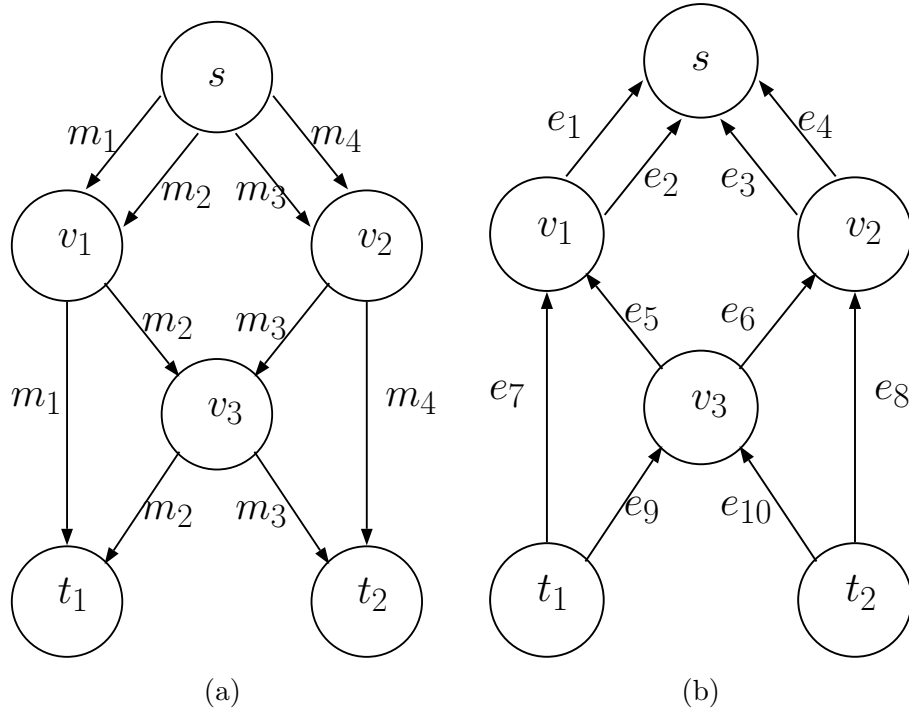 s
m₁ m₂ m₃ m₄
v₁ v₂
m₂ m₃
m₁ v₃ m₄
m₂ m₃
t₁ t₂
(a)
s
e₁ e₂ e₃ e₄
v₁ v₂
e₅ e₆
e₇ v₃ e₈
e₉ e₁₀
t₁ t₂
(b)